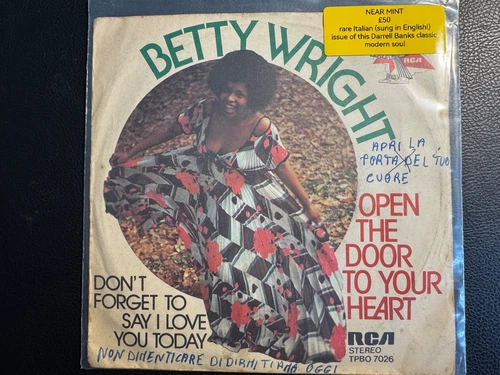 NEAR MINT
£50
rare Italian (sung in English!)
issue of this Darrell Banks classic
modern soul
RCA
BETTY WRIGHT
APRI LA
PORTA DEL TUO
CUORE
OPEN
THE
DOOR
TO YOUR
HEART
DON'T
FORGET TO
SAY I LOVE
YOU TODAY
NON DIMENTICARE DI DIRMI TI AMO OGGI
RCA
STEREO
TPBO 7026